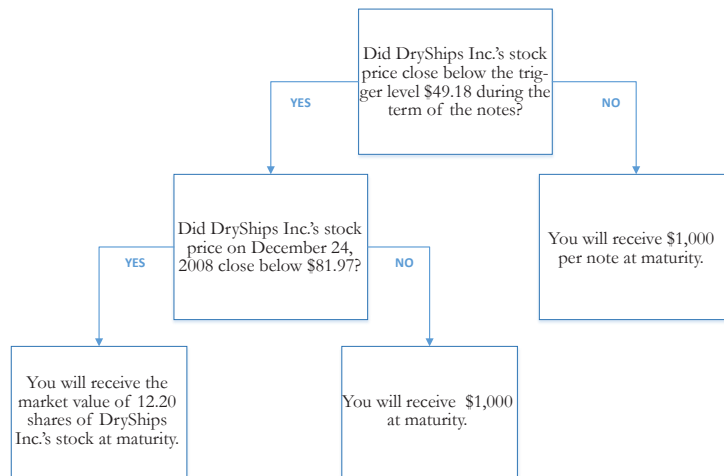 Did DryShips Inc.'s stock
price close below the trig-
ger level $49.18 during the
term of the notes?
YES
NO
Did DryShips Inc.'s stock
price on December 24,
2008 close below $81.97?
You will receive $1,000
per note at maturity.
YES
NO
You will receive the
market value of 12.20
shares of DryShips
Inc.'s stock at maturity.
You will receive $1,000
at maturity.